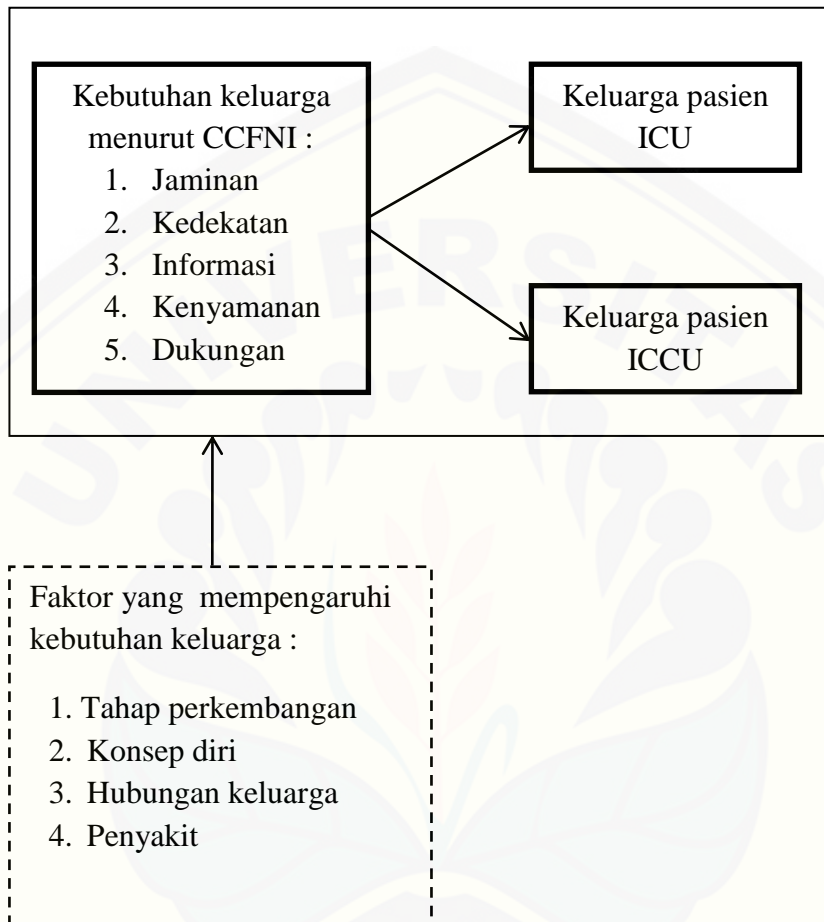 Kebutuhan keluarga
menurut CCFNI :
1. Jaminan
2. Kedekatan
3. Informasi
4. Kenyamanan
5. Dukungan
Keluarga pasien
ICU
Keluarga pasien
ICCU
Faktor yang mempengaruhi
kebutuhan keluarga :
1. Tahap perkembangan
2. Konsep diri
3. Hubungan keluarga
4. Penyakit
UNIVERSITAS